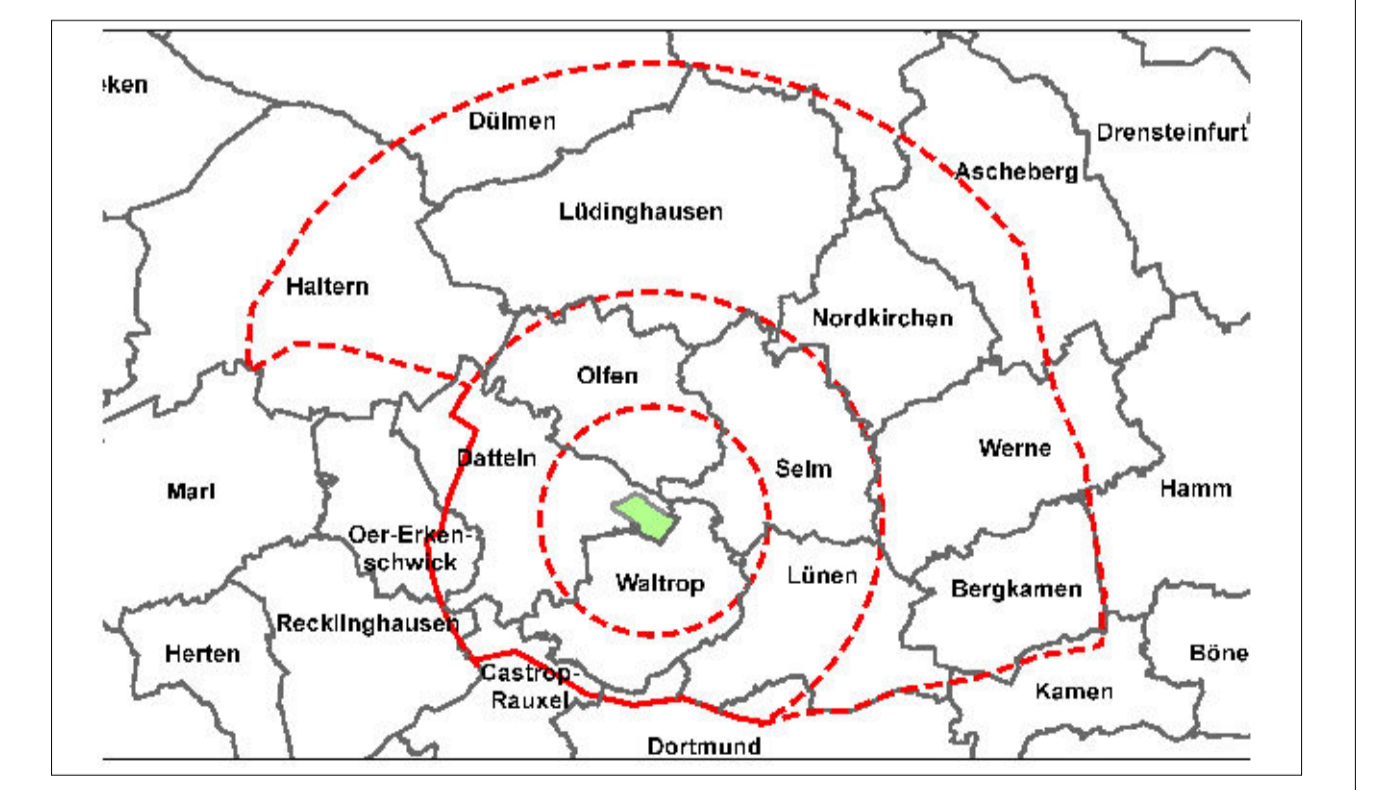 ken
Dülmen
Drensteinfurt
Ascheberg
Lüdinghausen
Haltern
Nordkirchen
Olfen
Werne
Datteln
Selm
Marl
Hamm
Oer-Erken-
schwick
Waltrop
Lünen
Bergkamen
Recklinghausen
Herten
Böne
Castrop-
Rauxel
Kamen
Dortmund